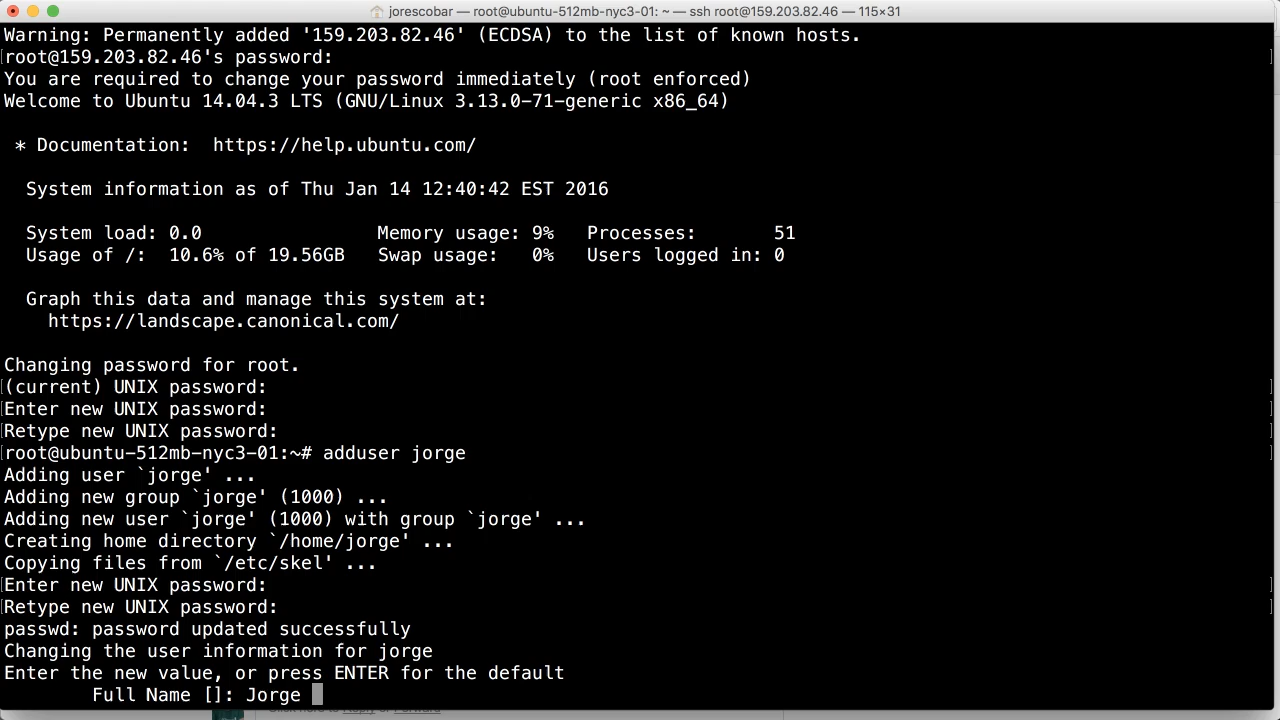 jorescobar — root@ubuntu-512mb-nyc3-01: ~ — ssh root@159.203.82.46 — 115×31
Warning: Permanently added '159.203.82.46' (ECDSA) to the list of known hosts.
root@159.203.82.46's password:
You are required to change your password immediately (root enforced)
Welcome to Ubuntu 14.04.3 LTS (GNU/Linux 3.13.0-71-generic x86_64)
* Documentation:  https://help.ubuntu.com/
System information as of Thu Jan 14 12:40:42 EST 2016
System load: 0.0 Memory usage: 9% Processes: 51
Usage of /: 10.6% of 19.56GB Swap usage: 0% Users logged in: 0
Graph this data and manage this system at:
https://landscape.canonical.com/
Changing password for root.
(current) UNIX password:
Enter new UNIX password:
Retype new UNIX password:
root@ubuntu-512mb-nyc3-01:~# adduser jorge
Adding user `jorge' ...
Adding new group `jorge' (1000) ...
Adding new user `jorge' (1000) with group `jorge' ...
Creating home directory `/home/jorge' ...
Copying files from `/etc/skel' ...
Enter new UNIX password:
Retype new UNIX password:
passwd: password updated successfully
Changing the user information for jorge
Enter the new value, or press ENTER for the default
Full Name []: Jorge
Click here to Reply or Forward